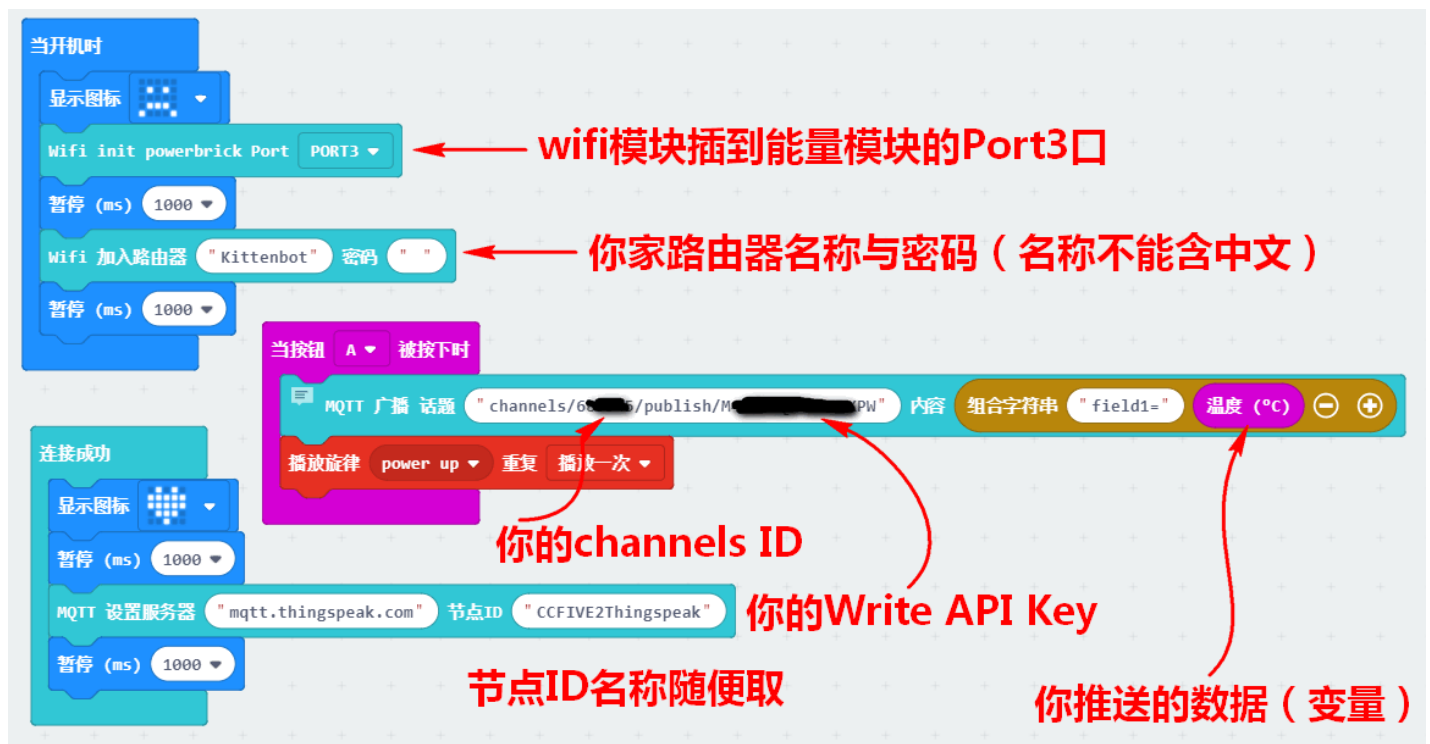 当开机时
显示图标
Wifi init powerbrick Port PORT3
wifi模块插到能量模块的Port3口
暂停 (ms) 1000
Wifi 加入路由器 "Kittenbot" 密码 " "
你家路由器名称与密码（名称不能含中文）
暂停 (ms) 1000
当按钮 A 被按下时
MQTT 广播 话题 "channels/6 5/publish/M PW" 内容 组合字符串 "field1=" 温度 (°C)
播放旋律 power up 重复 播放一次
连接成功
显示图标
你的channels ID
暂停 (ms) 1000
MQTT 设置服务器 "mqtt.thingspeak.com" 节点ID "CCFIVE2Thingspeak"
你的Write API Key
暂停 (ms) 1000
节点ID名称随便取
你推送的数据（变量）